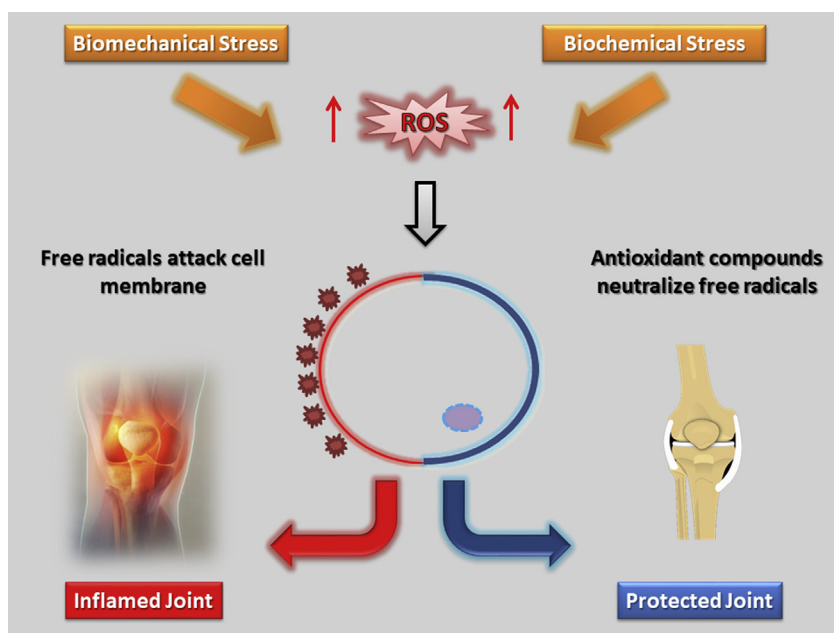 Biomechanical Stress
Biochemical Stress
ROS
Free radicals attack cell
membrane
Antioxidant compounds
neutralize free radicals
Inflamed Joint
Protected Joint